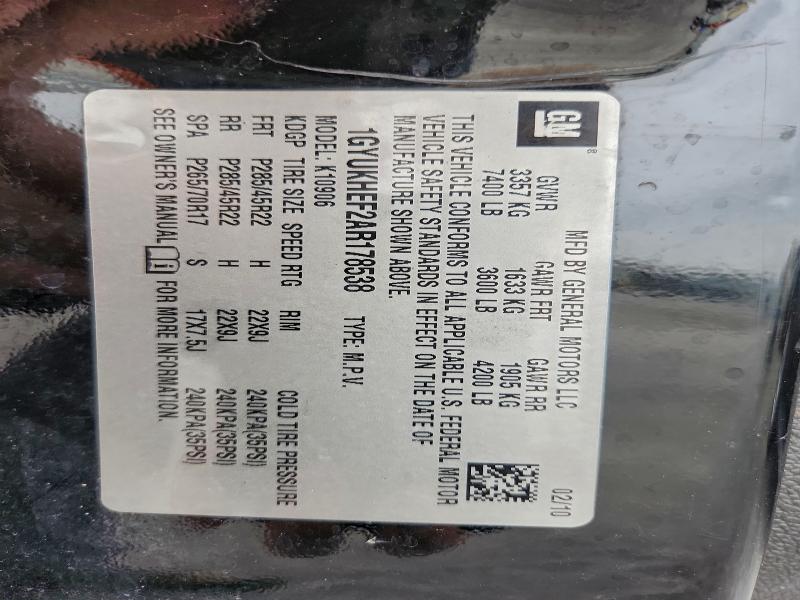 GM®
MFD BY GENERAL MOTORS LLC 02/10
GVWR GAWR FRT GAWR RR
3357 KG 1633 KG 1905 KG
7400 LB 3600 LB 4200 LB
THIS VEHICLE CONFORMS TO ALL APPLICABLE U.S. FEDERAL MOTOR
VEHICLE SAFETY STANDARDS IN EFFECT ON THE DATE OF
MANUFACTURE SHOWN ABOVE.
1GYUKHEF2AR178538 TYPE: M.P.V.
MODEL: K10906
KDGP TIRE SIZE SPEED RTG RIM COLD TIRE PRESSURE
FRT P285/45R22 H 22X9J 240KPA(35PSI)
RR P285/45R22 H 22X9J 240KPA(35PSI)
SPA P265/70R17 S 17X7.5J 240KPA(35PSI)
SEE OWNER'S MANUAL FOR MORE INFORMATION.